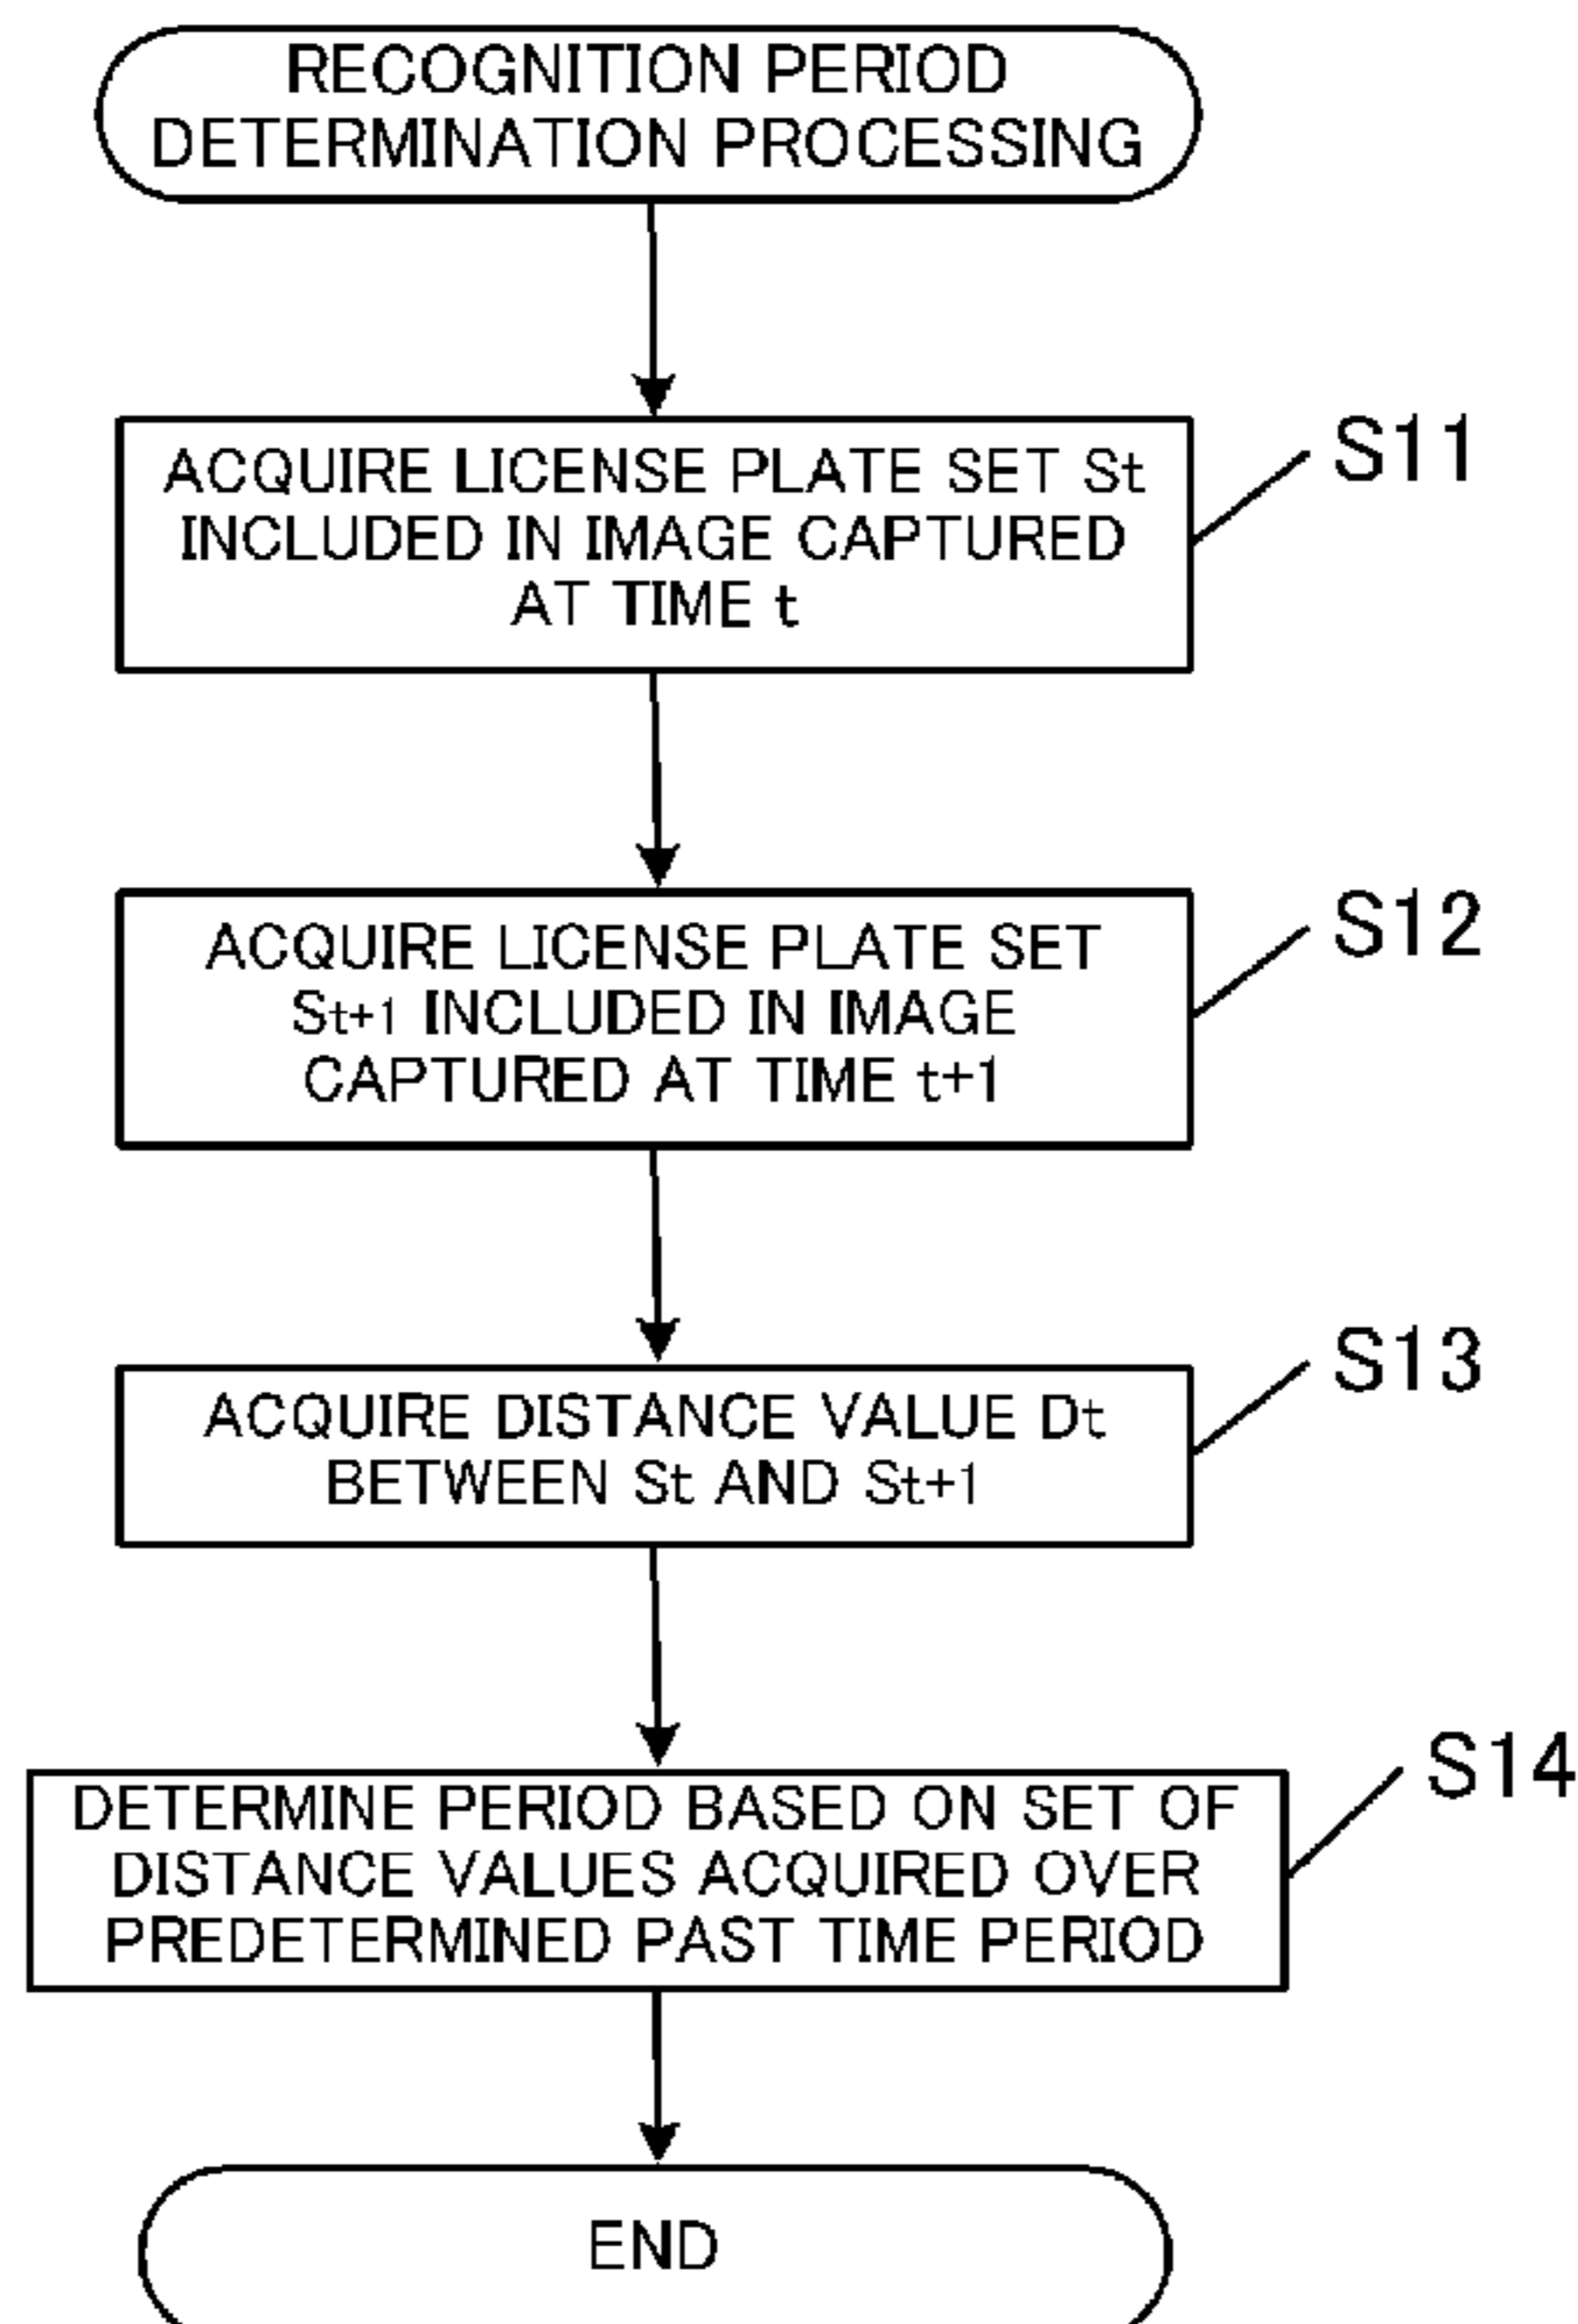 RECOGNITION PERIOD
DETERMINATION PROCESSING
ACQUIRE LICENSE PLATE SET St
INCLUDED IN IMAGE CAPTURED
AT TIME t
S11
ACQUIRE LICENSE PLATE SET
St+1 INCLUDED IN IMAGE
CAPTURED AT TIME t+1
S12
ACQUIRE DISTANCE VALUE Dt
BETWEEN St AND St+1
S13
DETERMINE PERIOD BASED ON SET OF
DISTANCE VALUES ACQUIRED OVER
PREDETERMINED PAST TIME PERIOD
S14
END